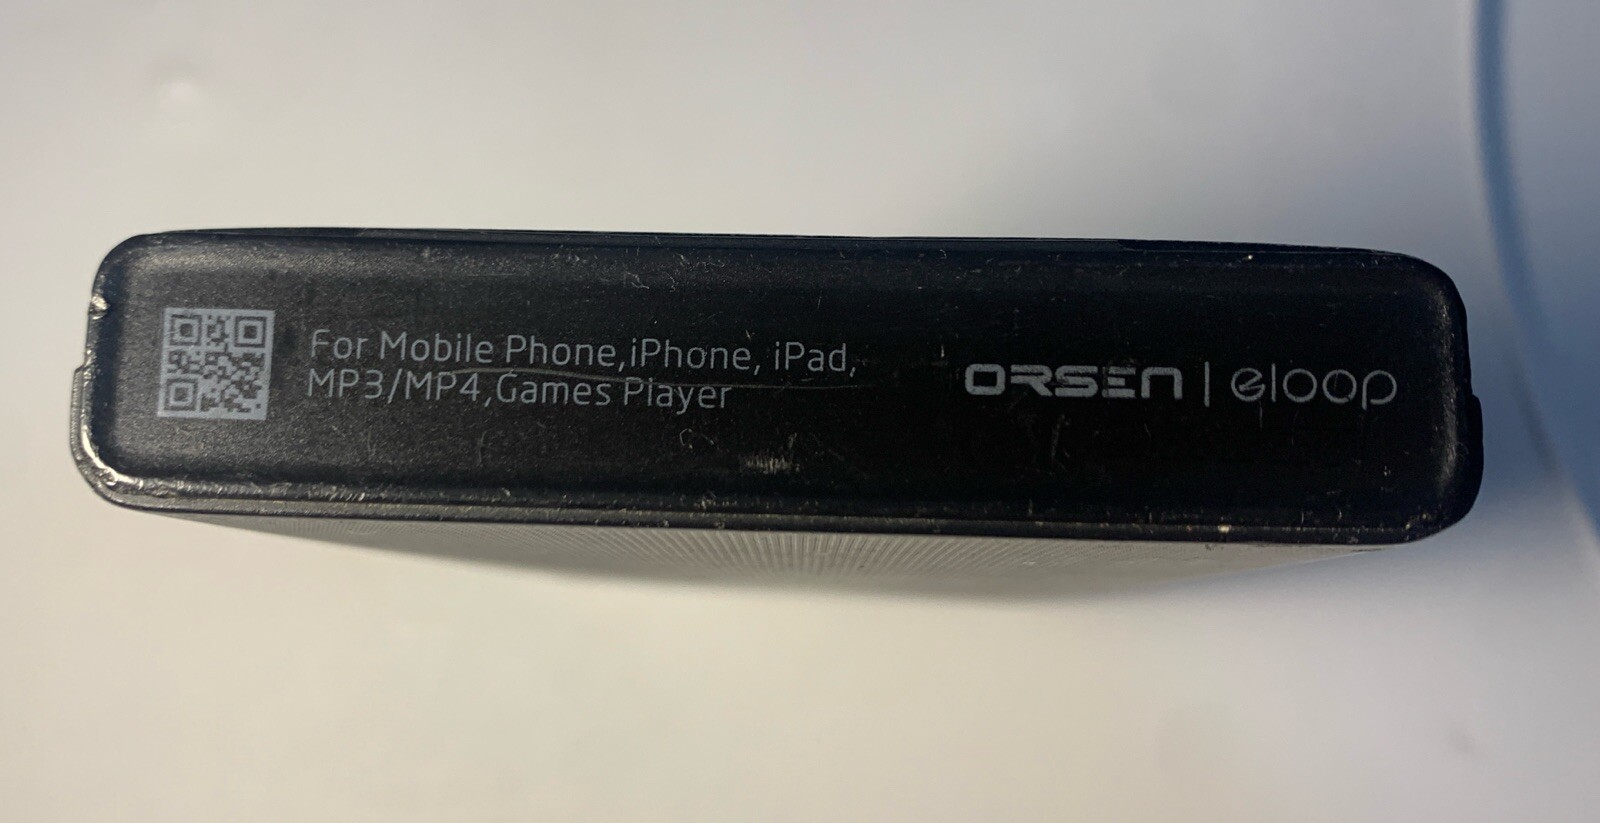 For Mobile Phone,iPhone, iPad,
MP3/MP4,Games Player
ORSEN | eloop